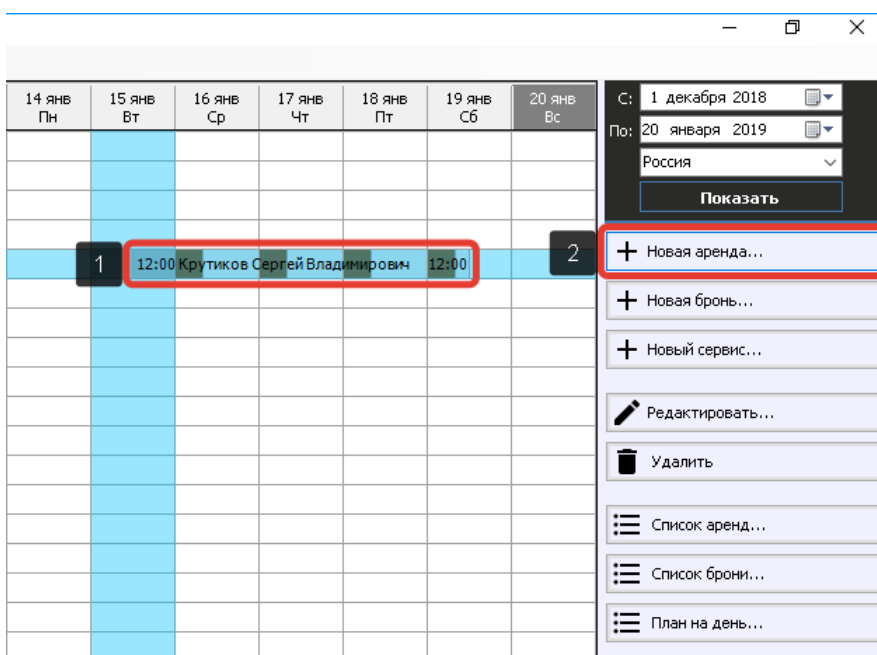 14 янв 15 янв 16 янв 17 янв 18 янв 19 янв 20 янв
Пн Вт Ср Чт Пт Сб Вс
С: 1 декабря 2018
По: 20 января 2019
Россия
Показать
1 12:00 Крутиков Сергей Владимирович 12:00
2 Новая аренда...
Новая бронь...
Новый сервис...
Редактировать...
Удалить
Список аренд...
Список брони...
План на день...